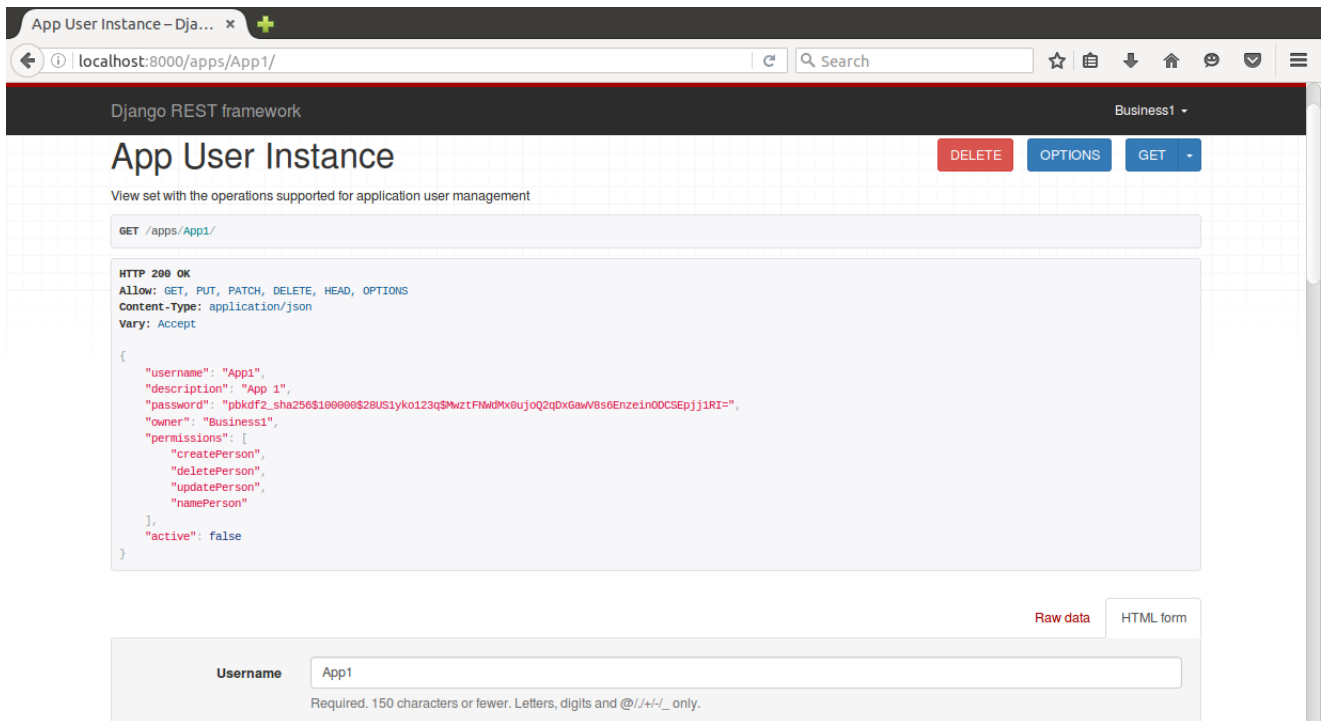 App User Instance – Dja... ×
localhost:8000/apps/App1/
Search
Django REST framework
Business1
App User Instance
DELETE
OPTIONS
GET
View set with the operations supported for application user management
GET /apps/App1/
HTTP 200 OK
Allow: GET, PUT, PATCH, DELETE, HEAD, OPTIONS
Content-Type: application/json
Vary: Accept
{
"username": "App1",
"description": "App 1",
"password": "pbkdf2_sha256$100000$28US1yko123q$MwztFNWdMx0ujoQ2qDxGawV8s6EnzeinODCSEpjj1RI=",
"owner": "Business1",
"permissions": [
"createPerson",
"deletePerson",
"updatePerson",
"namePerson"
],
"active": false
}
Raw data
HTML form
Username
App1
Required. 150 characters or fewer. Letters, digits and @/./+/-/_ only.